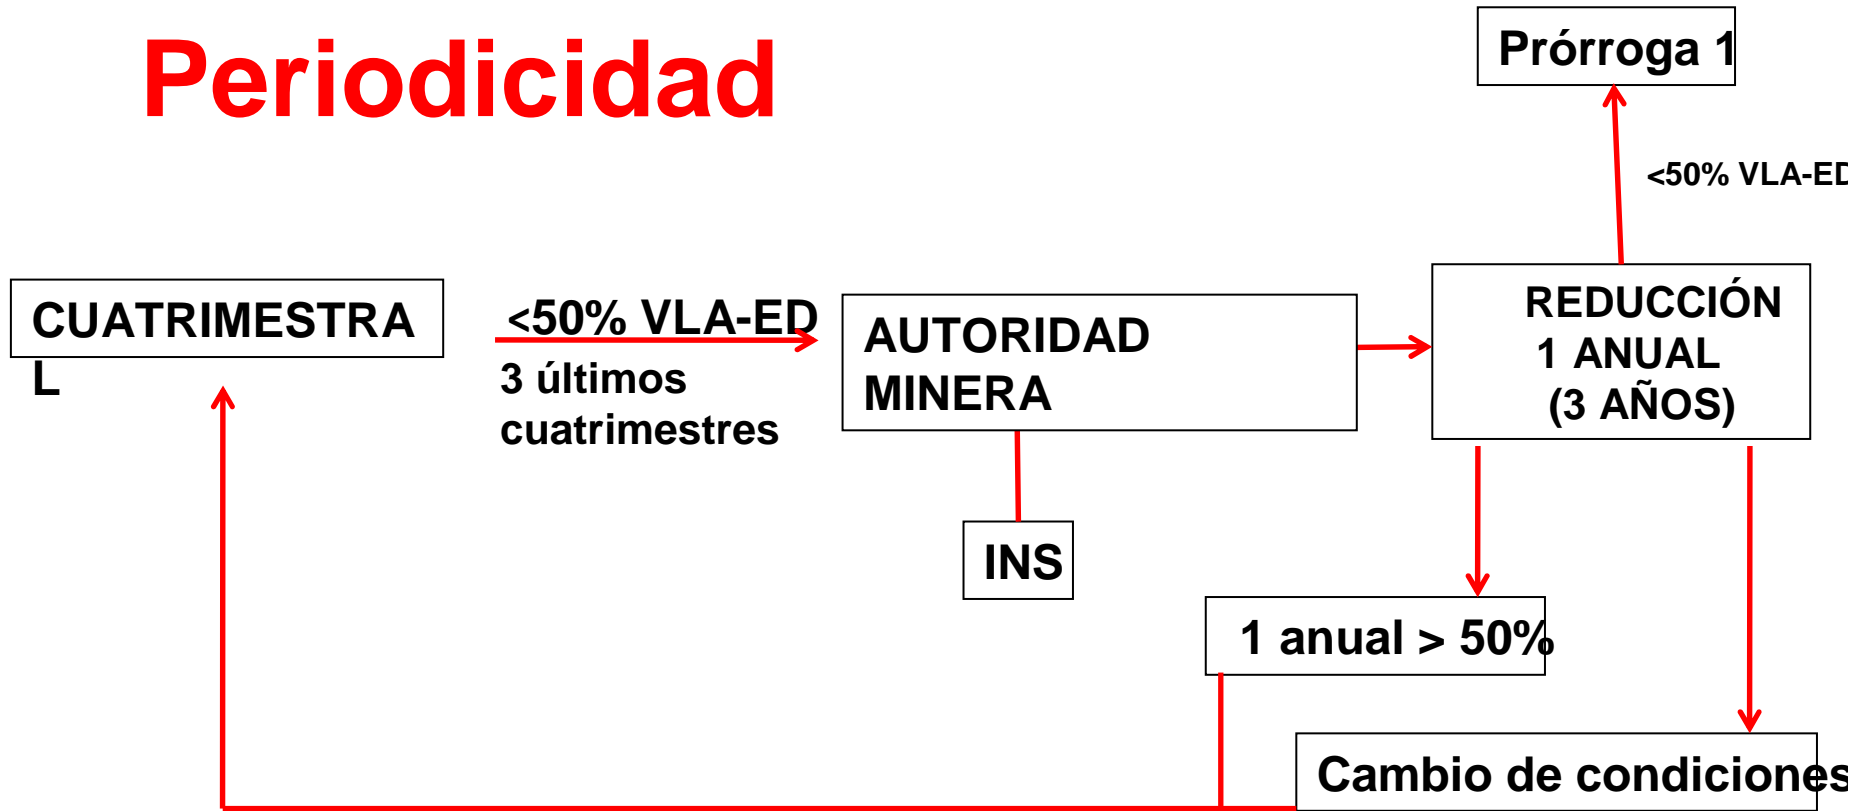 Periodicidad
Prórroga 1
<50% VLA-ED
CUATRIMESTRA
L
<50% VLA-ED
3 últimos
cuatrimestres
AUTORIDAD
MINERA
REDUCCIÓN
1 ANUAL
(3 AÑOS)
INS
1 anual > 50%
Cambio de condiciones